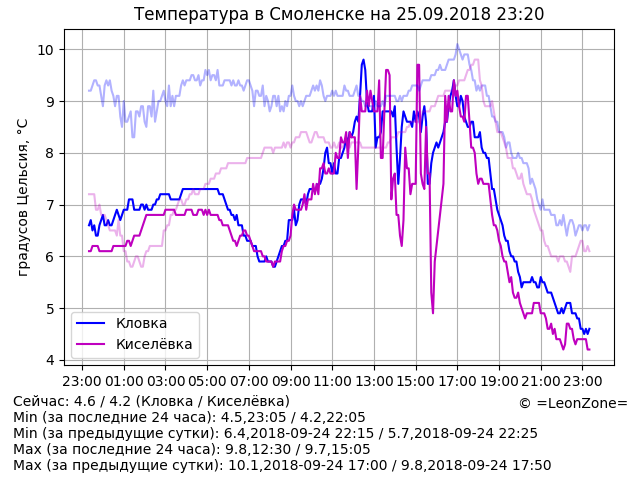 Температура в Смоленске на 25.09.2018 23:20
градусов Цельсия, °C
10
9
8
7
6
5
4
Кловка
Киселёвка
23:00 01:00 03:00 05:00 07:00 09:00 11:00 13:00 15:00 17:00 19:00 21:00 23:00
Сейчас: 4.6 / 4.2 (Кловка / Киселёвка)
© =LeonZone=
Min (за последние 24 часа): 4.5,23:05 / 4.2,22:05
Min (за предыдущие сутки): 6.4,2018-09-24 22:15 / 5.7,2018-09-24 22:25
Max (за последние 24 часа): 9.8,12:30 / 9.7,15:05
Max (за предыдущие сутки): 10.1,2018-09-24 17:00 / 9.8,2018-09-24 17:50